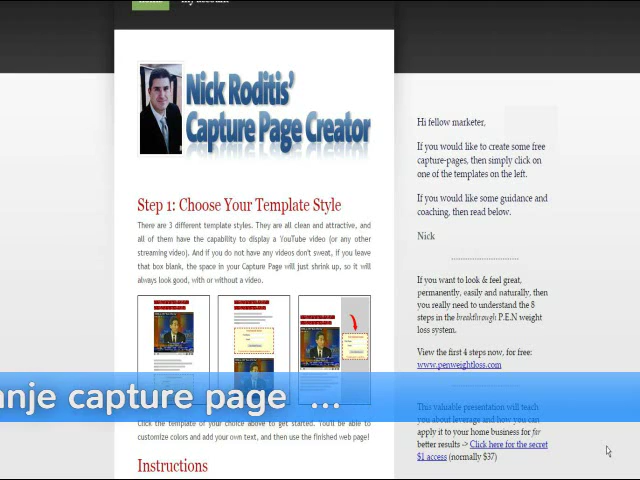 Nick Roditis'
Capture Page Creator
Step 1: Choose Your Template Style
There are 3 different template styles. They are all clean and attractive, and
all of them have the capability to display a YouTube video (or any other
streaming video). And if you do not have any videos don't sweat, if you leave
that box blank, the space in your Capture Page will just shrink up, so it will
always look good, with or without a video.
anje capture page ...
Click the template of your choice above to get started. You'll be able to
customize colors and add your own text, and then use the finished web page!
Instructions
Hi fellow marketer,
If you would like to create some free
capture-pages, then simply click on
one of the templates on the left.
If you would like some guidance and
coaching, then read below.
Nick
If you want to look & feel great,
permanently, easily and naturally, then
you really need to understand the 8
steps in the breakthrough P.E.N weight
loss system.
View the first 4 steps now, for free:
www.penweightloss.com
This valuable presentation will teach
you about leverage and how you can
apply it to your home business for far
better results -> Click here for the secret
$1 access (normally $37)